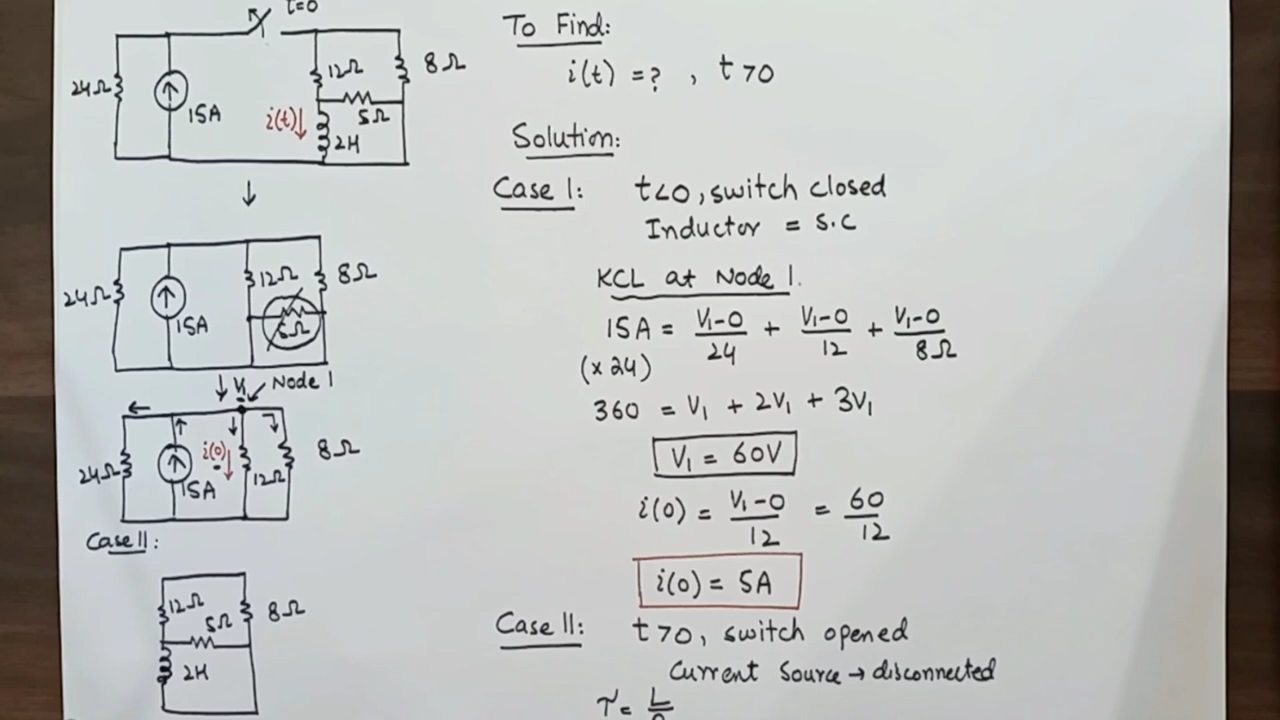 t=0
24Ω
15A
12Ω
8Ω
5Ω
i(t)↓
2H
24Ω
15A
12Ω
8Ω
5Ω
V₁
Node 1
24Ω
15A
i(0)
12Ω
8Ω
Case II:
12Ω
5Ω
8Ω
2H
To Find:
i(t) = ? , t>0
Solution:
Case I: t<0, switch closed
Inductor = S.C
KCL at Node 1.
15A = V₁-0/24 + V₁-0/12 + V₁-0/8Ω
(×24)
360 = V₁ + 2V₁ + 3V₁
V₁ = 60V
i(0) = V₁-0/12 = 60/12
i(0) = 5A
Case II: t>0, switch opened
Current Source → disconnected
τ = L